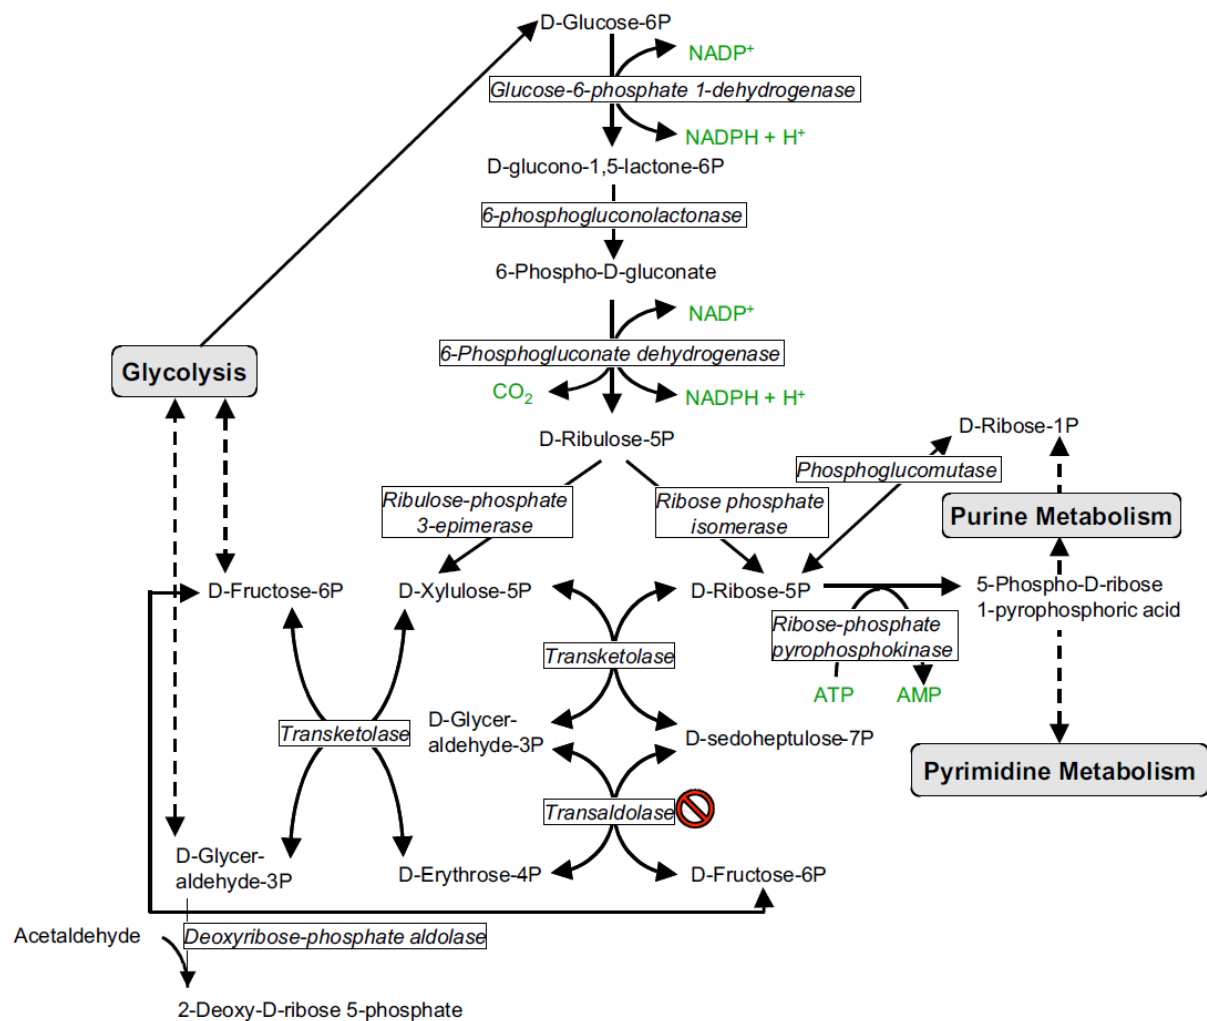 D-Glucose-6P
NADP⁺
Glucose-6-phosphate 1-dehydrogenase
NADPH + H⁺
D-glucono-1,5-lactone-6P
6-phosphogluconolactonase
6-Phospho-D-gluconate
NADP⁺
6-Phosphogluconate dehydrogenase
Glycolysis
CO₂
NADPH + H⁺
D-Ribulose-5P
D-Ribose-1P
Phosphoglucomutase
Ribulose-phosphate
3-epimerase
Ribose phosphate
isomerase
Purine Metabolism
D-Fructose-6P
D-Xylulose-5P
D-Ribose-5P
5-Phospho-D-ribose
1-pyrophosphoric acid
Ribose-phosphate
pyrophosphokinase
Transketolase
ATP
AMP
Transketolase
D-Glycer-
aldehyde-3P
D-sedoheptulose-7P
Pyrimidine Metabolism
Transaldolase
D-Glycer-
aldehyde-3P
D-Erythrose-4P
D-Fructose-6P
Acetaldehyde
Deoxyribose-phosphate aldolase
2-Deoxy-D-ribose 5-phosphate